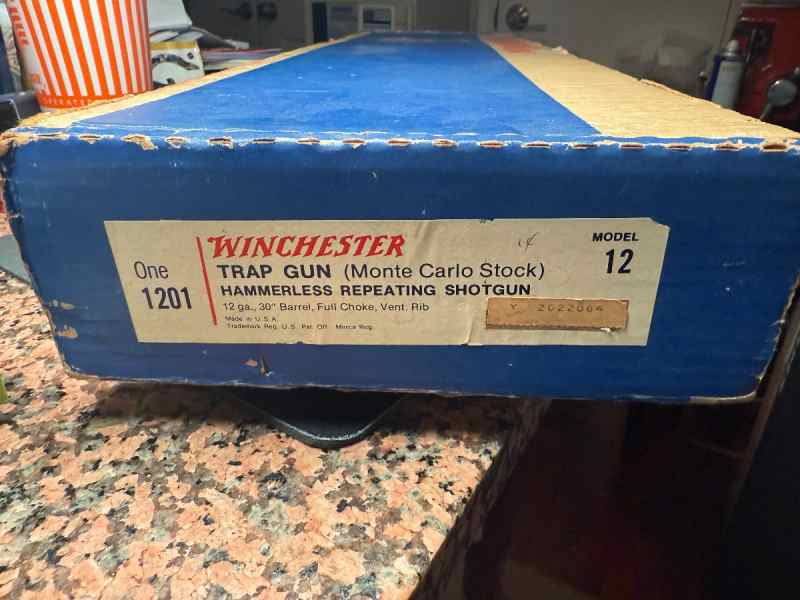 OPERATED
One
1201
WINCHESTER
TRAP GUN (Monte Carlo Stock)
HAMMERLESS REPEATING SHOTGUN
12 ga., 30" Barrel, Full Choke, Vent. Rib
Made in U.S.A.
Trademark Reg. U.S. Pat. Off. Marca Reg.
MODEL
12
Y 2022064